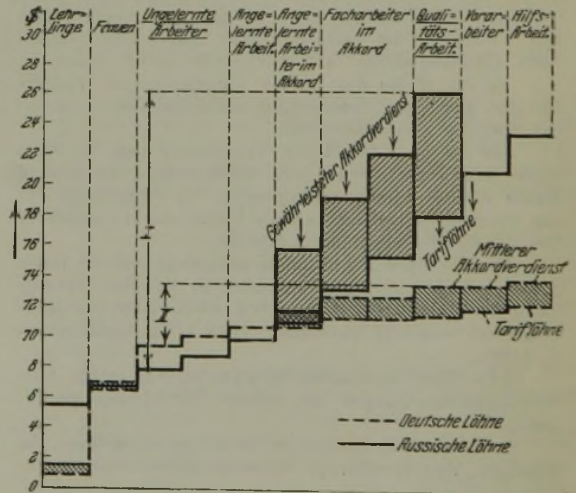 $
Lehr-
linge
Frauen
Ungelernte
Arbeiter
Ange-
lernte
Arbeit.
Ange-
lernte
Arbei-
ter im
Akkord
Facharbeiter
im
Akkord
Quali-
täts-
Arbeit.
Vorar-
beiter
Hilfs-
Arbeit.
30
28
26
24
22
20
18
16
14
12
10
8
6
4
2
0
Gewährleisteter Akkordverdienst
Tariflöhne
Mittlerer
Akkordverdienst
Tariflöhne
Deutsche Löhne
Russische Löhne